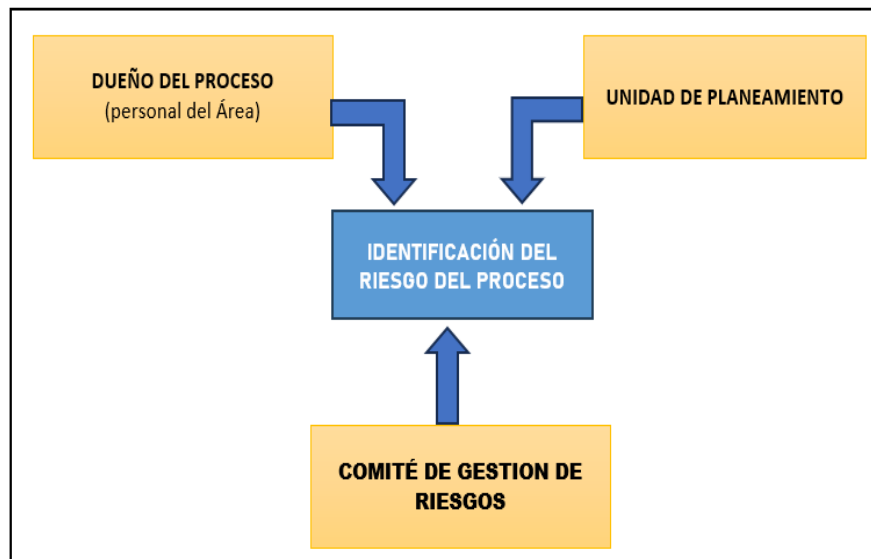 DUEÑO DEL PROCESO
(personal del Área)
UNIDAD DE PLANEAMIENTO
IDENTIFICACIÓN DEL
RIESGO DEL PROCESO
COMITÉ DE GESTION DE
RIESGOS